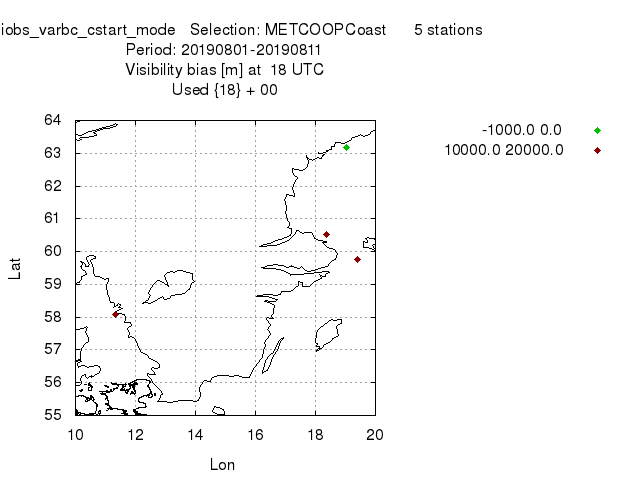 iobs_varbc_cstart_mode Selection: METCOOPCoast 5 stations
Period: 20190801-20190811
Visibility bias [m] at 18 UTC
Used {18} + 00
-1000.0 0.0
10000.0 20000.0
64
63
62
61
60
59
58
57
56
55
Lat
10 12 14 16 18 20
Lon